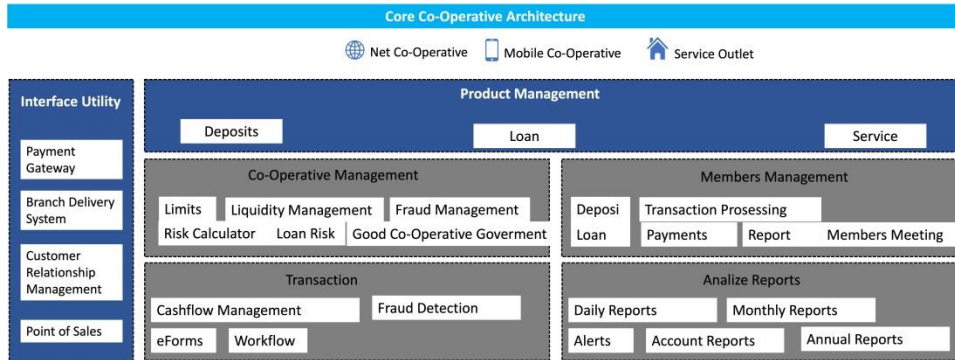 Core Co-Operative Architecture
Net Co-Operative
Mobile Co-Operative
Service Outlet
Interface Utility
Payment
Gateway
Branch Delivery
System
Customer
Relationship
Management
Point of Sales
Product Management
Deposits
Loan
Service
Co-Operative Management
Limits
Liquidity Management
Fraud Management
Risk Calculator
Loan Risk
Good Co-Operative Goverment
Members Management
Deposi
Transaction Prosessing
Loan
Payments
Report
Members Meeting
Transaction
Cashflow Management
Fraud Detection
eForms
Workflow
Analize Reports
Daily Reports
Monthly Reports
Alerts
Account Reports
Annual Reports